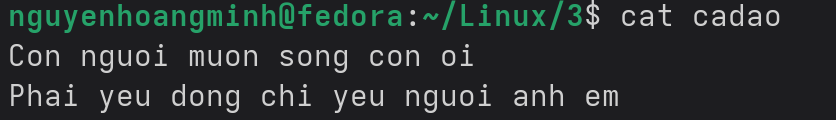 nguyenhoangminh@fedora:~/Linux/3$ cat cadao
Con nguoi muon song con oi
Phai yeu dong chi yeu nguoi anh em